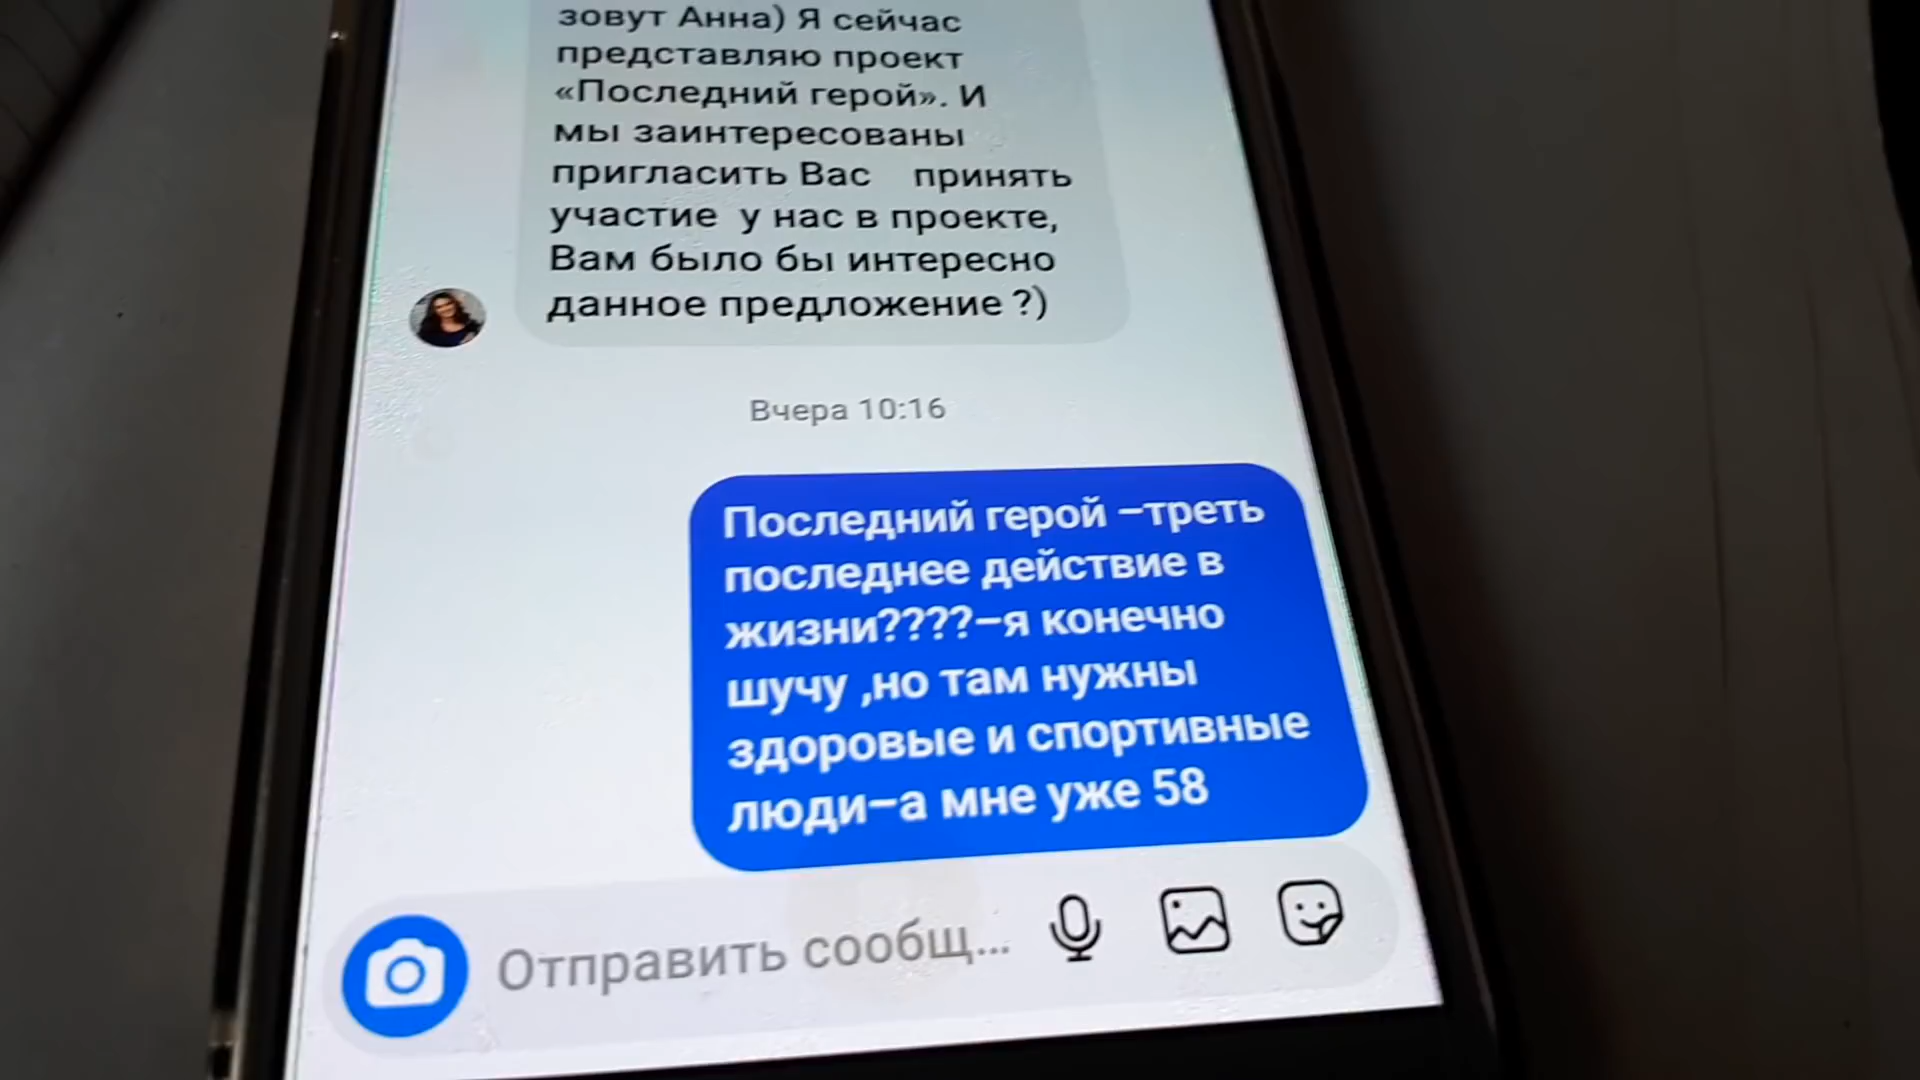 зовут Анна) Я сейчас
представляю проект
«Последний герой». И
мы заинтересованы
пригласить Вас принять
участие у нас в проекте,
Вам было бы интересно
данное предложение ?)
Вчера 10:16
Последний герой –треть
последнее действие в
жизни????–я конечно
шучу ,но там нужны
здоровые и спортивные
люди–а мне уже 58
Отправить сообщ...